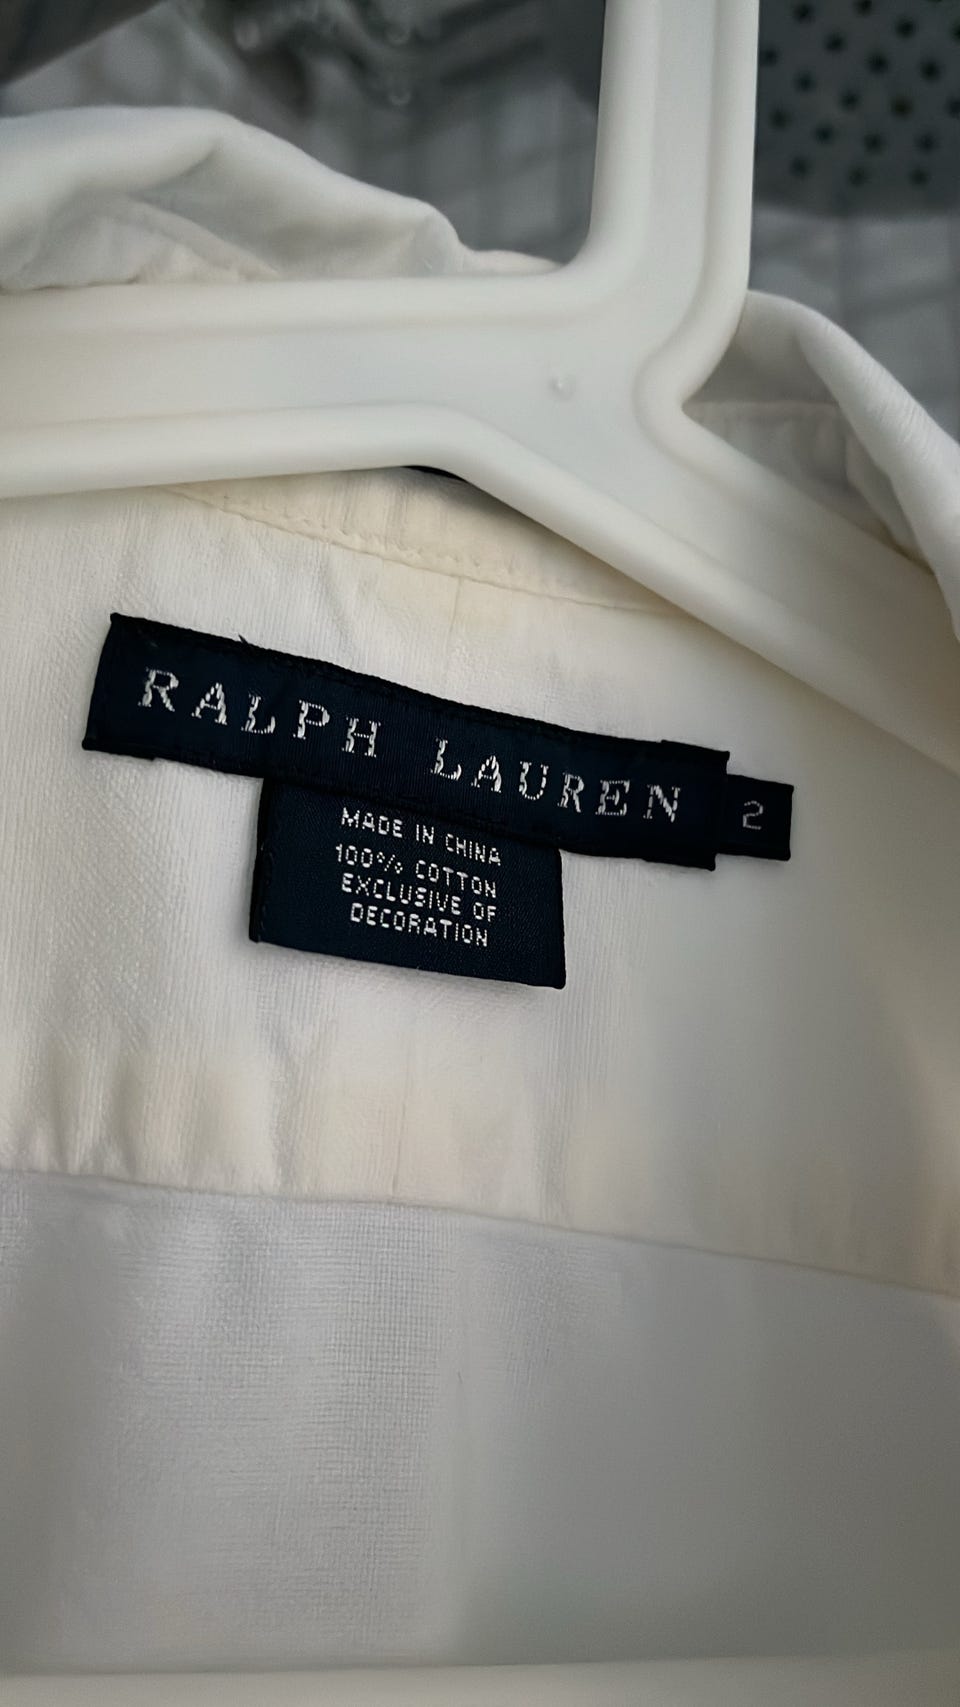 RALPH LAUREN
2
MADE IN CHINA
100% COTTON
EXCLUSIVE OF
DECORATION